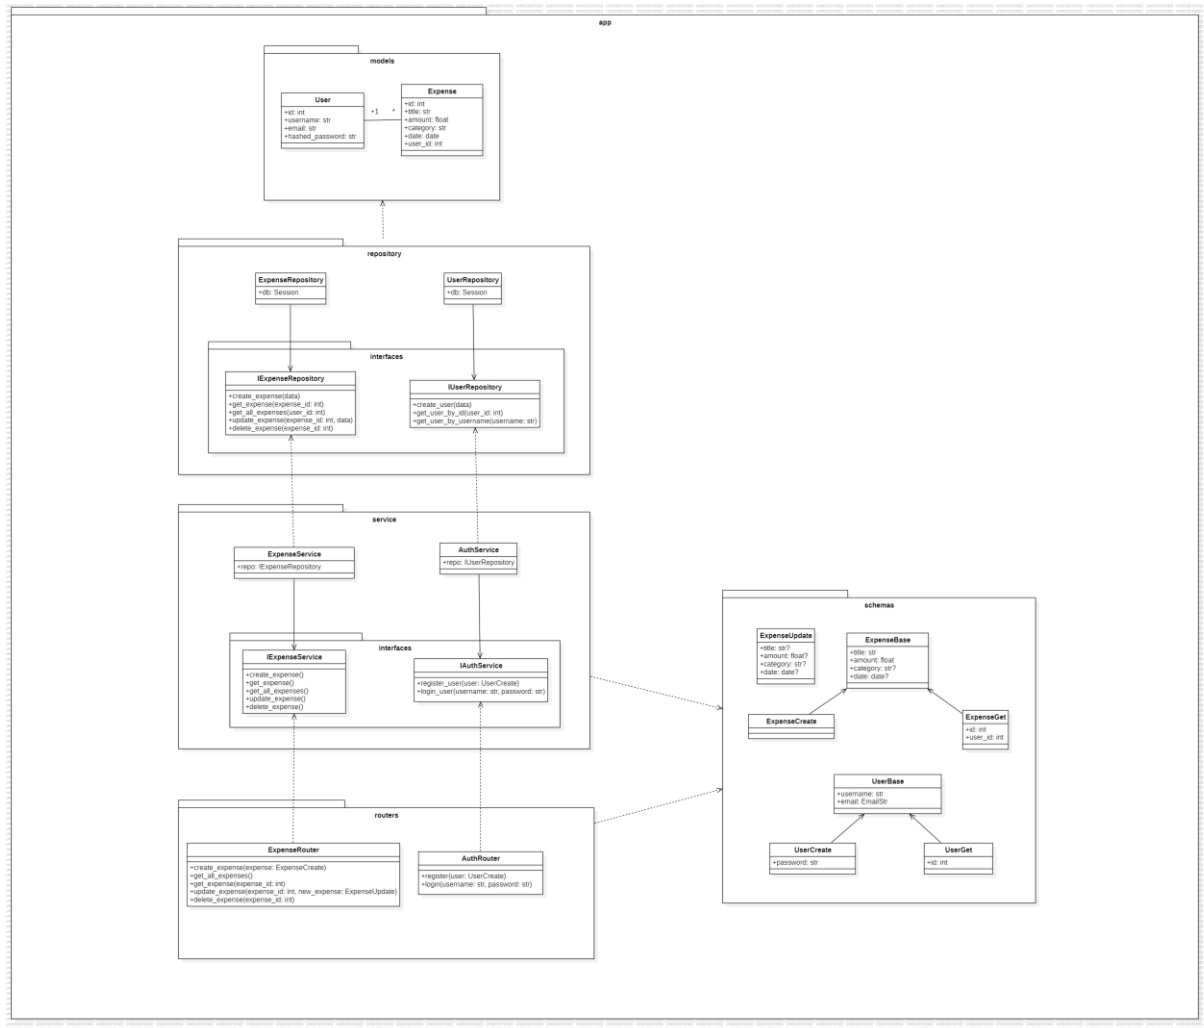 app
models
User
+id: int
+username: str
+email: str
+hashed_password: str
+1
*
Expense
+id: int
+title: str
+amount: float
+category: str
+date: date
+user_id: int
repository
ExpenseRepository
+db: Session
UserRepository
+db: Session
interfaces
IExpenseRepository
+create_expense(data)
+get_expense(expense_id: int)
+get_all_expenses(user_id: int)
+update_expense(expense_id: int, data)
+delete_expense(expense_id: int)
IUserRepository
+create_user(data)
+get_user_by_id(user_id: int)
+get_user_by_username(username: str)
service
ExpenseService
+repo: IExpenseRepository
AuthService
+repo: IUserRepository
interfaces
IExpenseService
+create_expense()
+get_expense()
+get_all_expenses()
+update_expense()
+delete_expense()
IAuthService
+register_user(user: UserCreate)
+login_user(username: str, password: str)
routers
ExpenseRouter
+create_expense(expense: ExpenseCreate)
+get_all_expenses()
+get_expense(expense_id: int)
+update_expense(expense_id: int, new_expense: ExpenseUpdate)
+delete_expense(expense_id: int)
AuthRouter
+register(user: UserCreate)
+login(username: str, password: str)
schemas
ExpenseUpdate
+title: str?
+amount: float?
+category: str?
+date: date?
ExpenseBase
+title: str
+amount: float
+category: str?
+date: date?
ExpenseCreate
ExpenseGet
+id: int
+user_id: int
UserBase
+username: str
+email: EmailStr
UserCreate
+password: str
UserGet
+id: int